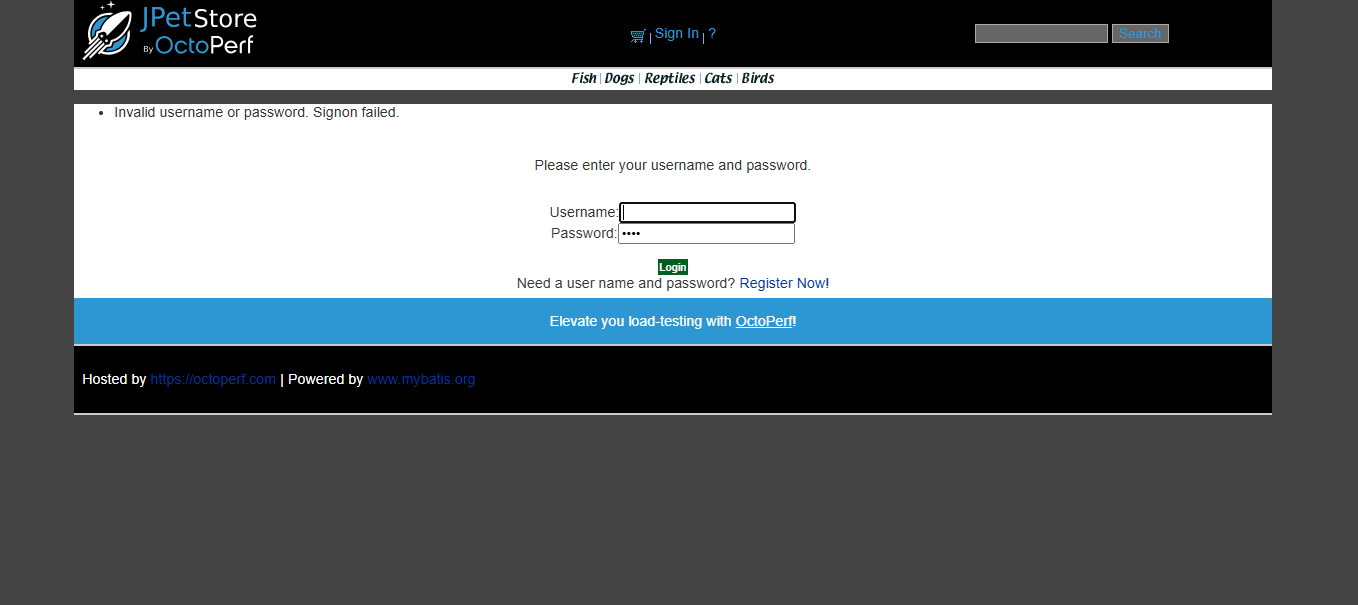 JPetStore
By OctoPerf
Sign In | ?
Search
Fish | Dogs | Reptiles | Cats | Birds
• Invalid username or password. Signon failed.
Please enter your username and password.
Username:
Password: ••••
Login
Need a user name and password? Register Now!
Elevate you load-testing with OctoPerf!
Hosted by https://octoperf.com | Powered by www.mybatis.org